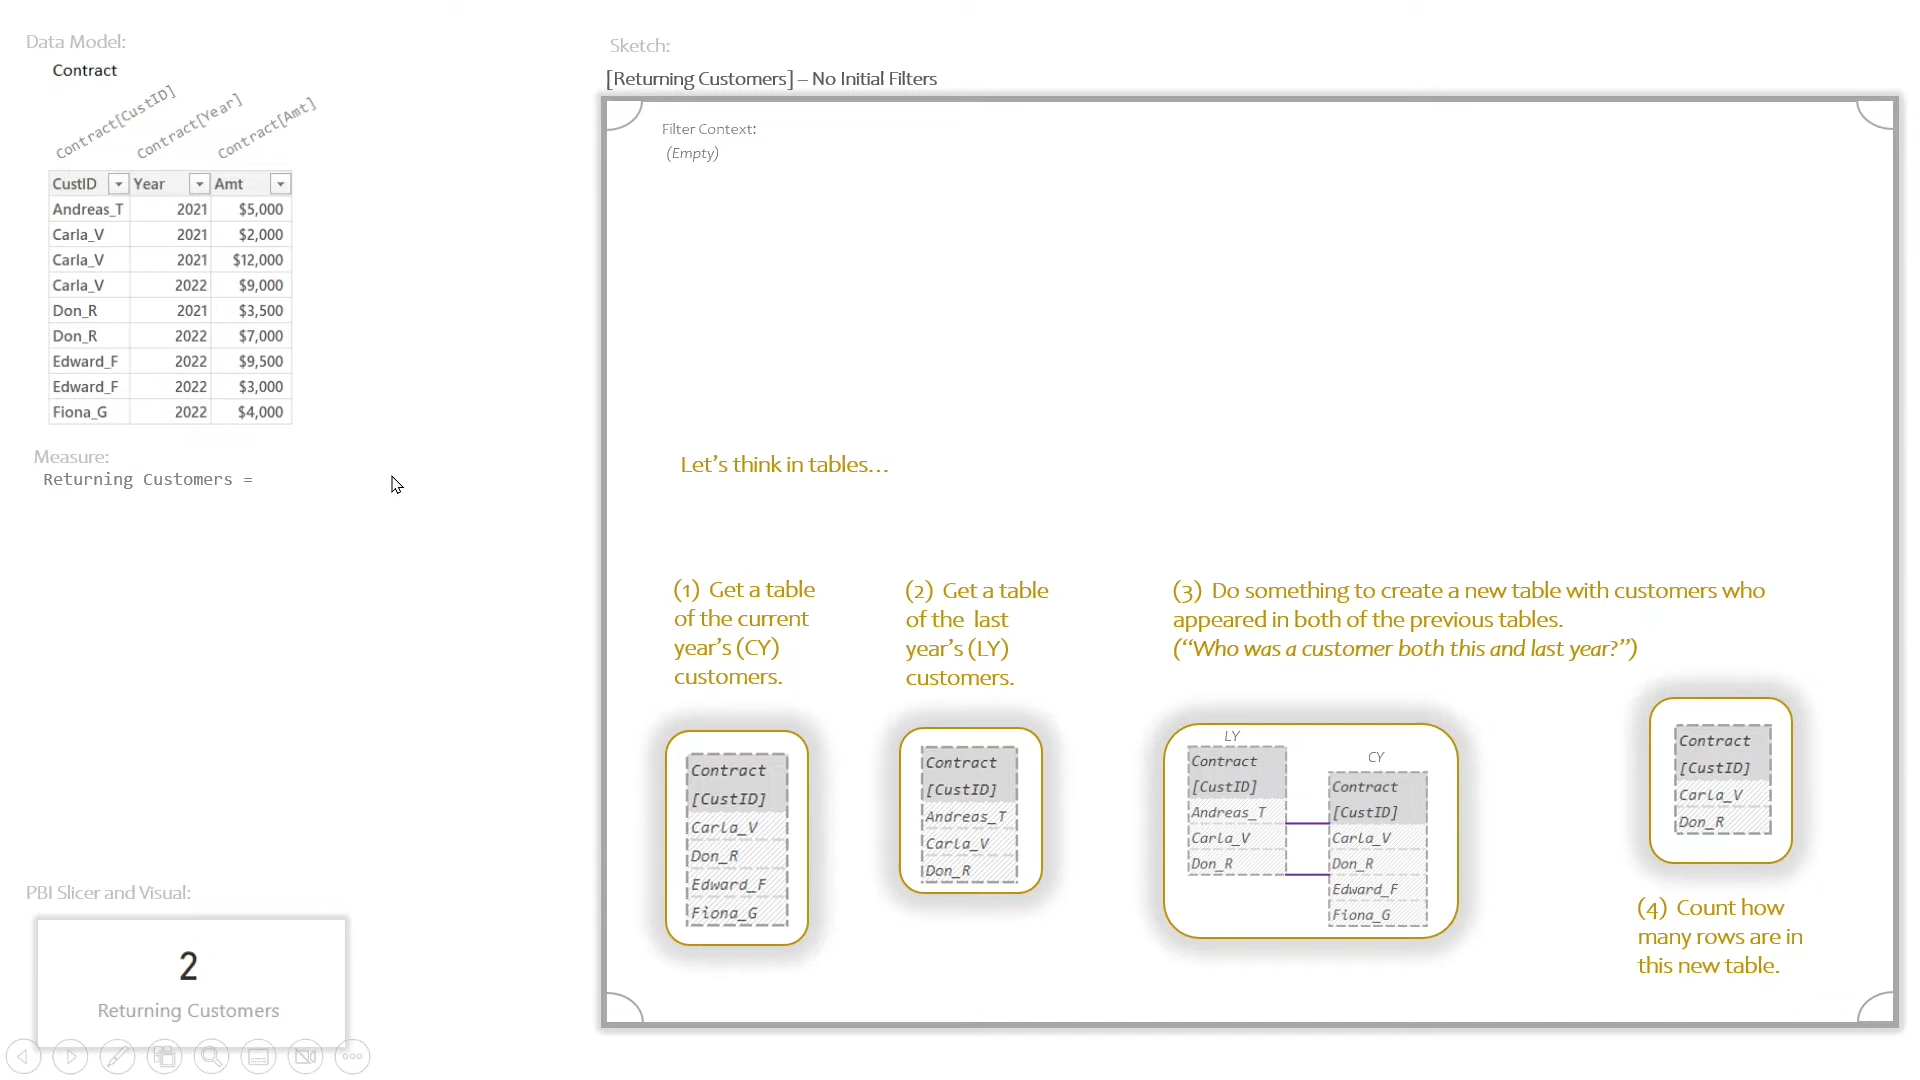 Data Model:
Contract
Contract[CustID]
Contract[Year]
Contract[Amt]
CustID Year Amt
Andreas_T 2021 $5,000
Carla_V 2021 $2,000
Carla_V 2021 $12,000
Carla_V 2022 $9,000
Don_R 2021 $3,500
Don_R 2022 $7,000
Edward_F 2022 $9,500
Edward_F 2022 $3,000
Fiona_G 2022 $4,000
Measure:
Returning Customers =
PBI Slicer and Visual:
2
Returning Customers
Sketch:
[Returning Customers] – No Initial Filters
Filter Context:
(Empty)
Let’s think in tables…
(1) Get a table
of the current
year’s (CY)
customers.
Contract
[CustID]
Carla_V
Don_R
Edward_F
Fiona_G
(2) Get a table
of the last
year’s (LY)
customers.
Contract
[CustID]
Andreas_T
Carla_V
Don_R
(3) Do something to create a new table with customers who
appeared in both of the previous tables.
(“Who was a customer both this and last year?”)
LY
Contract
[CustID]
Andreas_T
Carla_V
Don_R
CY
Contract
[CustID]
Carla_V
Don_R
Edward_F
Fiona_G
Contract
[CustID]
Carla_V
Don_R
(4) Count how
many rows are in
this new table.